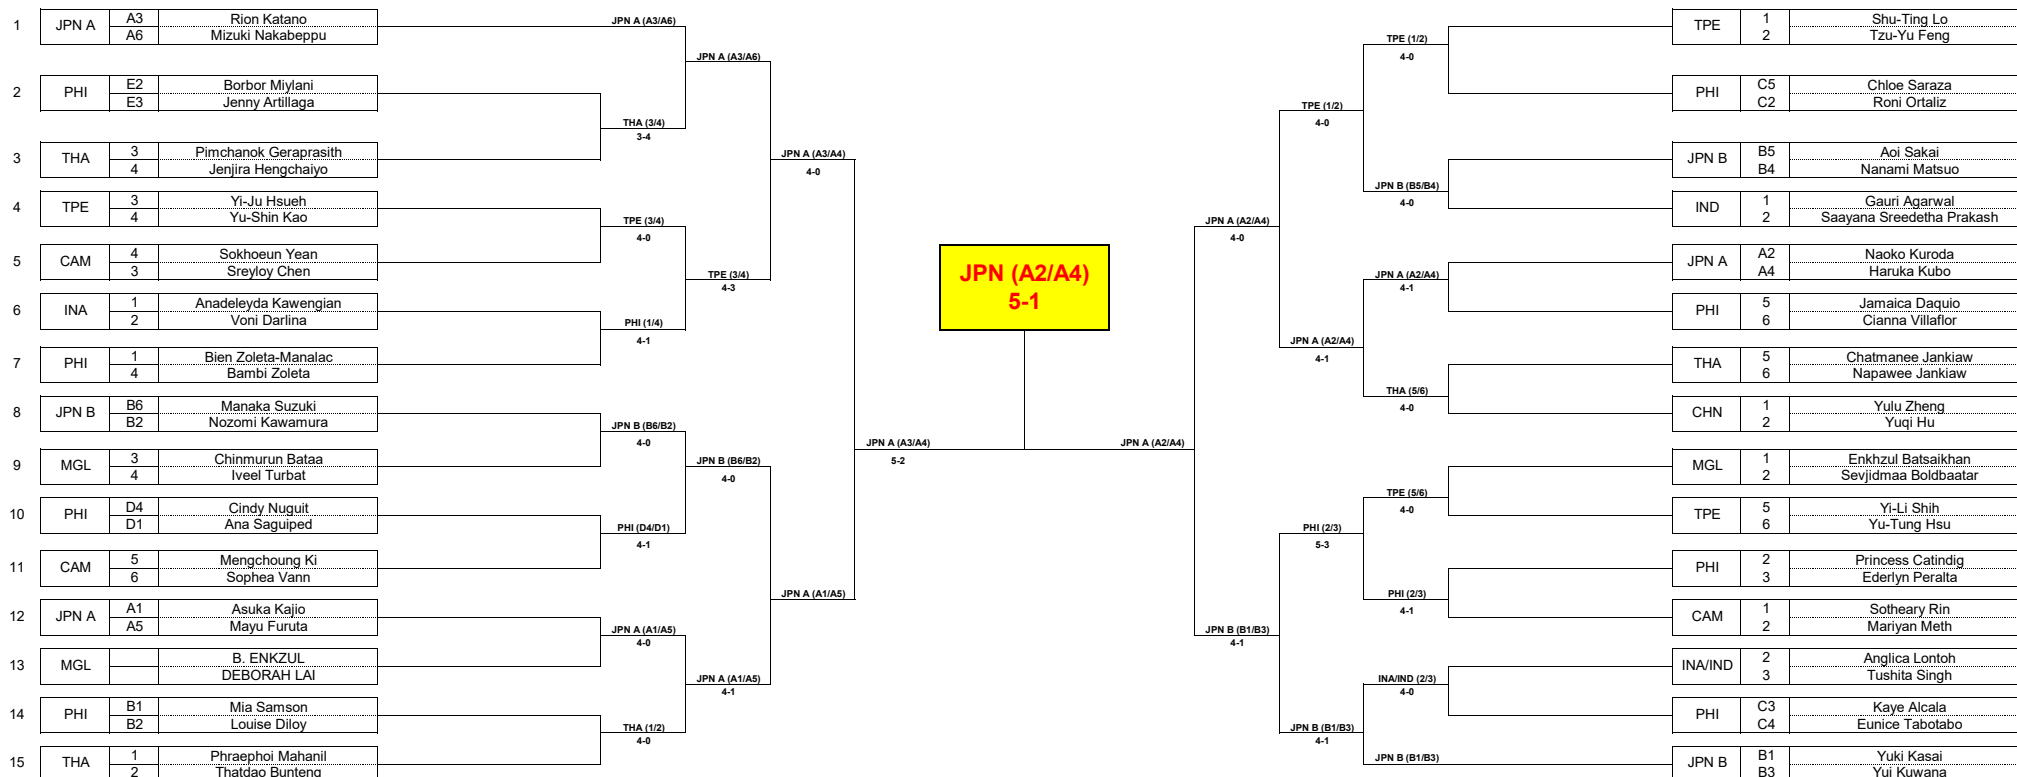 1 JPN A A3 Rion Katano
A6 Mizuki Nakabeppu
2 PHI E2 Borbor Miylani
E3 Jenny Artillaga
3 THA 3 Pimchanok Geraprasith
4 Jenjira Hengchaiyo
4 TPE 3 Yi-Ju Hsueh
4 Yu-Shin Kao
5 CAM 4 Sokhoeun Yean
3 Sreyloy Chen
6 INA 1 Anadeleyda Kawengian
2 Voni Darlina
7 PHI 1 Bien Zoleta-Manalac
4 Bambi Zoleta
8 JPN B B6 Manaka Suzuki
B2 Nozomi Kawamura
9 MGL 3 Chinmurun Bataa
4 Iveel Turbat
10 PHI D4 Cindy Nuguit
D1 Ana Saguiped
11 CAM 5 Mengchoung Ki
6 Sophea Vann
12 JPN A A1 Asuka Kajio
A5 Mayu Furuta
13 MGL B. ENKZUL
DEBORAH LAI
14 PHI B1 Mia Samson
B2 Louise Diloy
15 THA 1 Phraephoi Mahanil
2 Thatdao Bunteng
JPN A (A3/A6)
THA (3/4)
3-4
TPE (3/4)
4-0
PHI (1/4)
4-1
JPN B (B6/B2)
4-0
PHI (D4/D1)
4-1
JPN A (A1/A5)
4-0
THA (1/2)
4-0
JPN A (A3/A6)
TPE (3/4)
4-3
JPN B (B6/B2)
4-0
JPN A (A1/A5)
4-1
JPN A (A3/A4)
4-0
JPN A (A1/A5)
JPN A (A3/A4)
5-2
JPN (A2/A4)
5-1
JPN A (A2/A4)
JPN A (A2/A4)
4-0
JPN B (B1/B3)
4-1
TPE (1/2)
4-0
JPN A (A2/A4)
4-1
PHI (2/3)
5-3
JPN B (B1/B3)
4-1
TPE (1/2)
4-0
JPN B (B5/B4)
4-0
JPN A (A2/A4)
4-1
THA (5/6)
4-0
TPE (5/6)
4-0
PHI (2/3)
4-1
INA/IND (2/3)
4-0
JPN B (B1/B3)
TPE 1 Shu-Ting Lo
2 Tzu-Yu Feng
PHI C5 Chloe Saraza
C2 Roni Ortaliz
JPN B B5 Aoi Sakai
B4 Nanami Matsuo
IND 1 Gauri Agarwal
2 Saayana Sreedetha Prakash
JPN A A2 Naoko Kuroda
A4 Haruka Kubo
PHI 5 Jamaica Daquio
6 Cianna Villaflor
THA 5 Chatmanee Jankiaw
6 Napawee Jankiaw
CHN 1 Yulu Zheng
2 Yuqi Hu
MGL 1 Enkhzul Batsaikhan
2 Sevjidmaa Boldbaatar
TPE 5 Yi-Li Shih
6 Yu-Tung Hsu
PHI 2 Princess Catindig
3 Ederlyn Peralta
CAM 1 Sotheary Rin
2 Mariyan Meth
INA/IND 2 Anglica Lontoh
3 Tushita Singh
PHI C3 Kaye Alcala
C4 Eunice Tabotabo
JPN B B1 Yuki Kasai
B3 Yui Kuwana